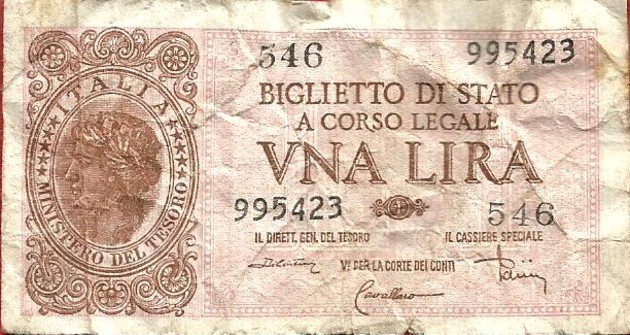 546 995423
BIGLIETTO DI STATO
A CORSO LEGALE
VNA LIRA
995423 546
IL DIRETT. GEN. DEL TESORO IL CASSIERE SPECIALE
Vº PER LA CORTE DEI CONTI
Cavallaro
ITALIA
MINISTERO DEL TESORO